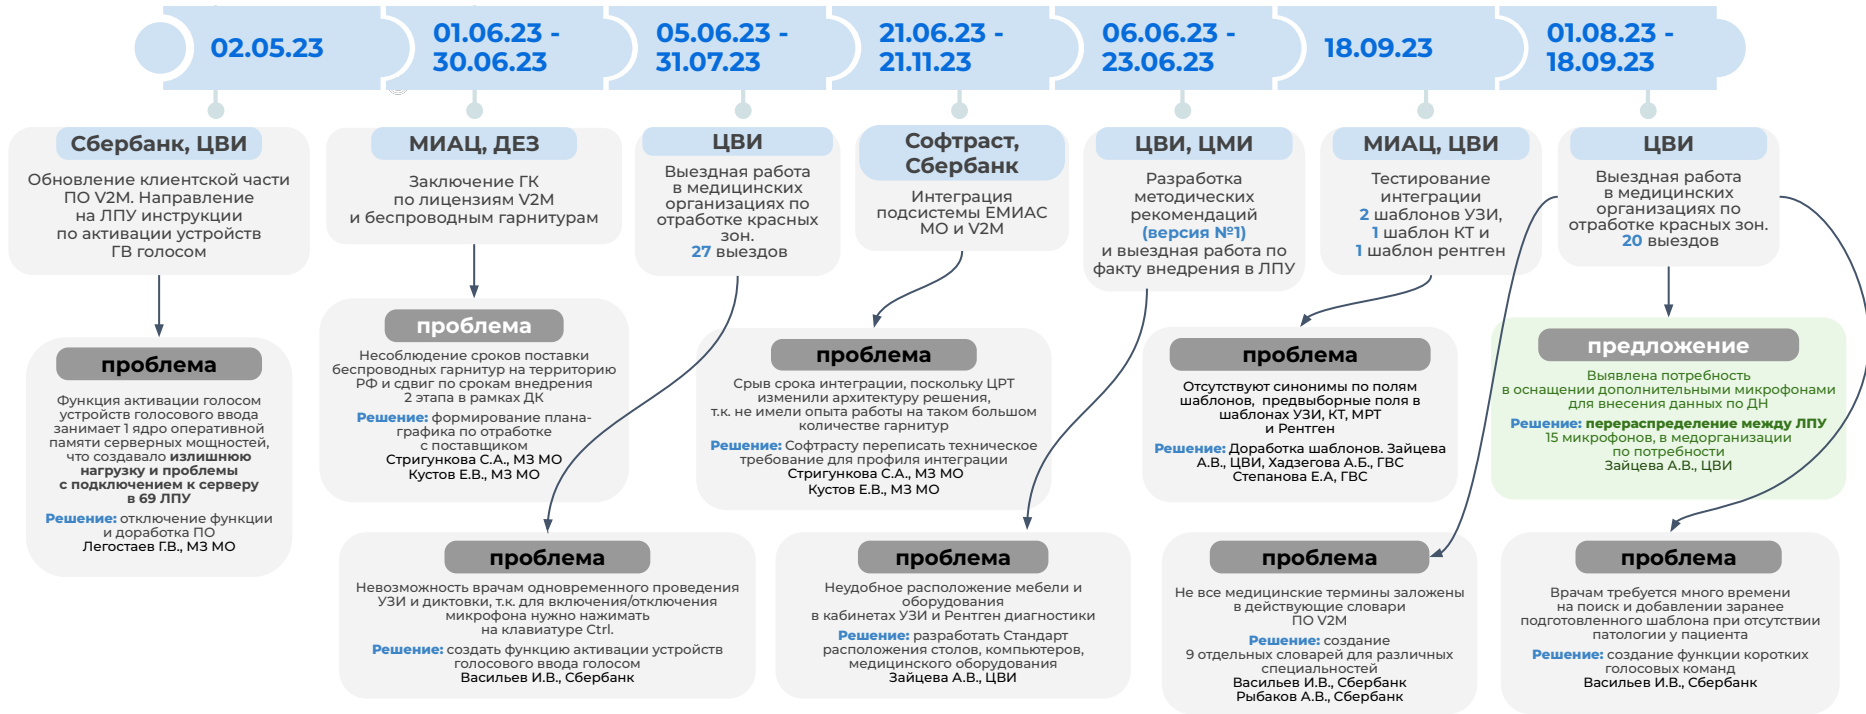 02.05.23
01.06.23 -
30.06.23
05.06.23 -
31.07.23
21.06.23 -
21.11.23
06.06.23 -
23.06.23
18.09.23
01.08.23 -
18.09.23
Сбербанк, ЦВИ
Обновление клиентской части
ПО V2M. Направление
на ЛПУ инструкции
по активации устройств
ГВ голосом
МИАЦ, ДЕЗ
Заключение ГК
по лицензиям V2M
и беспроводным гарнитурам
ЦВИ
Выездная работа
в медицинских
организациях по
отработке красных
зон.
27 выездов
Софтраст,
Сбербанк
Интеграция
подсистемы ЕМИАС
МО и V2M
ЦВИ, ЦМИ
Разработка
методических
рекомендаций
(версия №1)
и выездная работа по
факту внедрения в ЛПУ
МИАЦ, ЦВИ
Тестирование
интеграции
2 шаблонов УЗИ,
1 шаблон КТ и
1 шаблон рентген
ЦВИ
Выездная работа
в медицинских
организациях по
отработке красных зон.
20 выездов
проблема
Функция активации голосом
устройств голосового ввода
занимает 1 ядро оперативной
памяти серверных мощностей,
что создавало излишнюю
нагрузку и проблемы
с подключением к серверу
в 69 ЛПУ
Решение: отключение функции
и доработка ПО
Легостаев Г.В., МЗ МО
проблема
Несоблюдение сроков поставки
беспроводных гарнитур на территорию
РФ и сдвиг по срокам внедрения
2 этапа в рамках ДК
Решение: формирование плана-
графика по отработке
с поставщиком
Стригункова С.А., МЗ МО
Кустов Е.В., МЗ МО
проблема
Срыв срока интеграции, поскольку ЦРТ
изменили архитектуру решения,
т.к. не имели опыта работы на таком большом
количестве гарнитур
Решение: Софтрасту переписать техническое
требование для профиля интеграции
Стригункова С.А., МЗ МО
Кустов Е.В., МЗ МО
проблема
Отсутствуют синонимы по полям
шаблонов, предвыборные поля в
шаблонах УЗИ, КТ, МРТ
и Рентген
Решение: Доработка шаблонов. Зайцева
А.В., ЦВИ, Хадзегова А.Б., ГВС
Степанова Е.А, ГВС
предложение
Выявлена потребность
в оснащении дополнительными микрофонами
для внесения данных по ДН
Решение: перераспределение между ЛПУ
15 микрофонов, в медорганизации
по потребности
Зайцева А.В., ЦВИ
проблема
Невозможность врачам одновременного проведения
УЗИ и диктовки, т.к. для включения/отключения
микрофона нужно нажимать
на клавиатуре Ctrl.
Решение: создать функцию активации устройств
голосового ввода голосом
Васильев И.В., Сбербанк
проблема
Неудобное расположение мебели и
оборудования
в кабинетах УЗИ и Рентген диагностики
Решение: разработать Стандарт
расположения столов, компьютеров,
медицинского оборудования
Зайцева А.В., ЦВИ
проблема
Не все медицинские термины заложены
в действующие словари
ПО V2M
Решение: создание
9 отдельных словарей для различных
специальностей
Васильев И.В., Сбербанк
Рыбаков А.В., Сбербанк
проблема
Врачам требуется много времени
на поиск и добавлении заранее
подготовленного шаблона при отсутствии
патологии у пациента
Решение: создание функции коротких
голосовых команд
Васильев И.В., Сбербанк